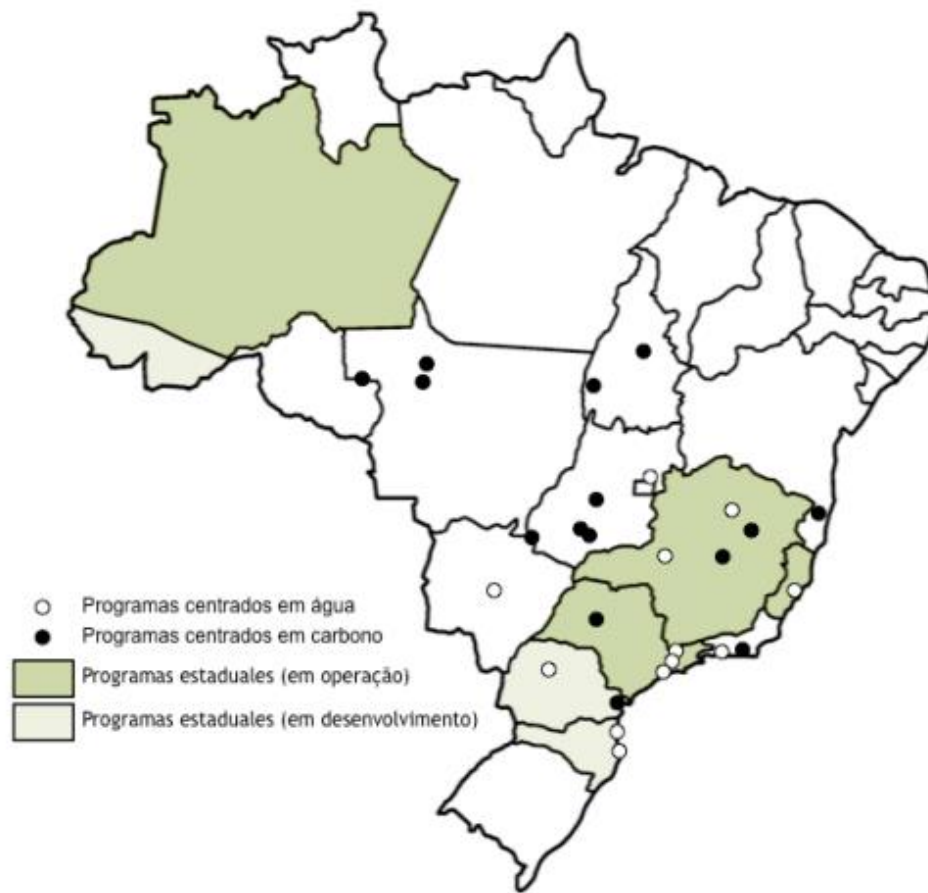 Programas centrados em água
Programas centrados em carbono
Programas estaduales (em operação)
Programas estaduales (em desenvolvimento)